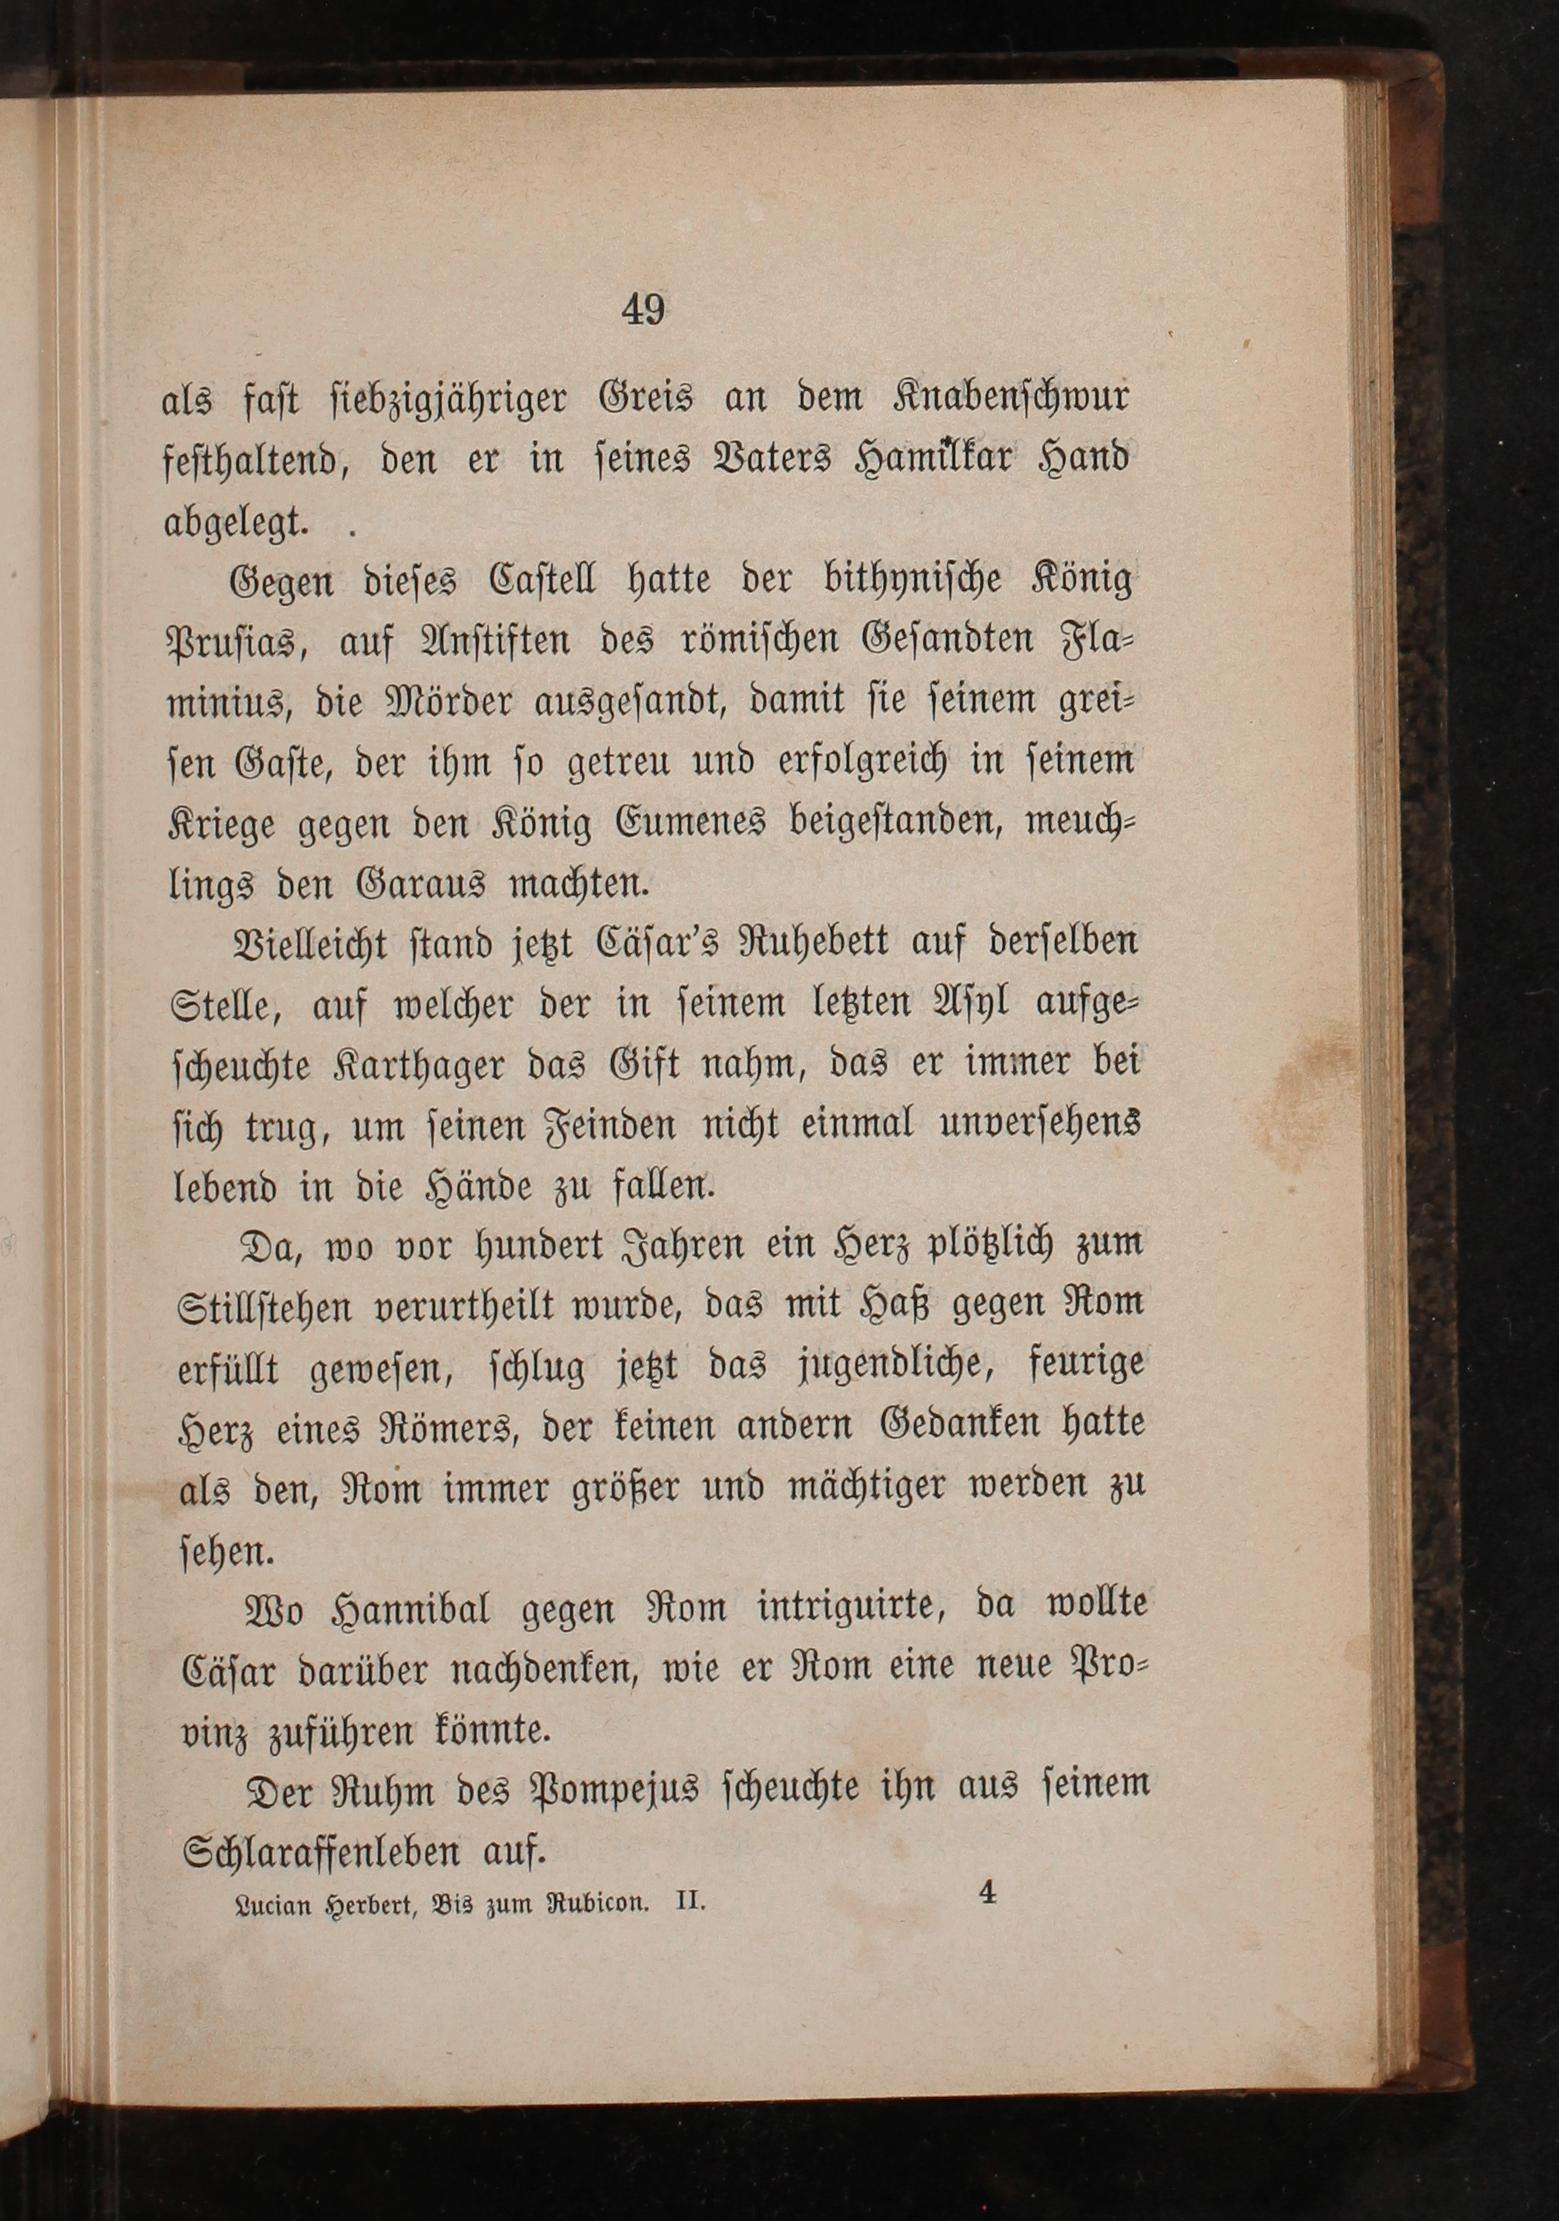 49
als fast siebzigjähriger Greis an dem Knabenschwur
festhaltend, den er in seines Vaters Hamilkar Hand
abgelegt.
Gegen dieses Castell hatte der bithynische König
Prusias, auf Anstiften des römischen Gesandten Fla-
minius, die Mörder ausgesandt, damit sie seinem grei-
sen Gaste, der ihm so getreu und erfolgreich in seinem
Kriege gegen den König Eumenes beigestanden, meuch-
lings den Garaus machten.
Vielleicht stand jetzt Cäsar's Ruhebett auf derselben
Stelle, auf welcher der in seinem letzten Asyl aufge-
scheuchte Karthager das Gift nahm, das er immer bei
sich trug, um seinen Feinden nicht einmal unversehens
lebend in die Hände zu fallen.
Da, wo vor hundert Jahren ein Herz plötzlich zum
Stillstehen verurtheilt wurde, das mit Haß gegen Rom
erfüllt gewesen, schlug jetzt das jugendliche, feurige
Herz eines Römers, der keinen andern Gedanken hatte
als den, Rom immer größer und mächtiger werden zu
sehen.
Wo Hannibal gegen Rom intriguirte, da wollte
Cäsar darüber nachdenken, wie er Rom eine neue Pro-
vinz zuführen könnte.
Der Ruhm des Pompejus scheuchte ihn aus seinem
Schlaraffenleben auf.
Lucian Herbert, Bis zum Rubicon. II. 4